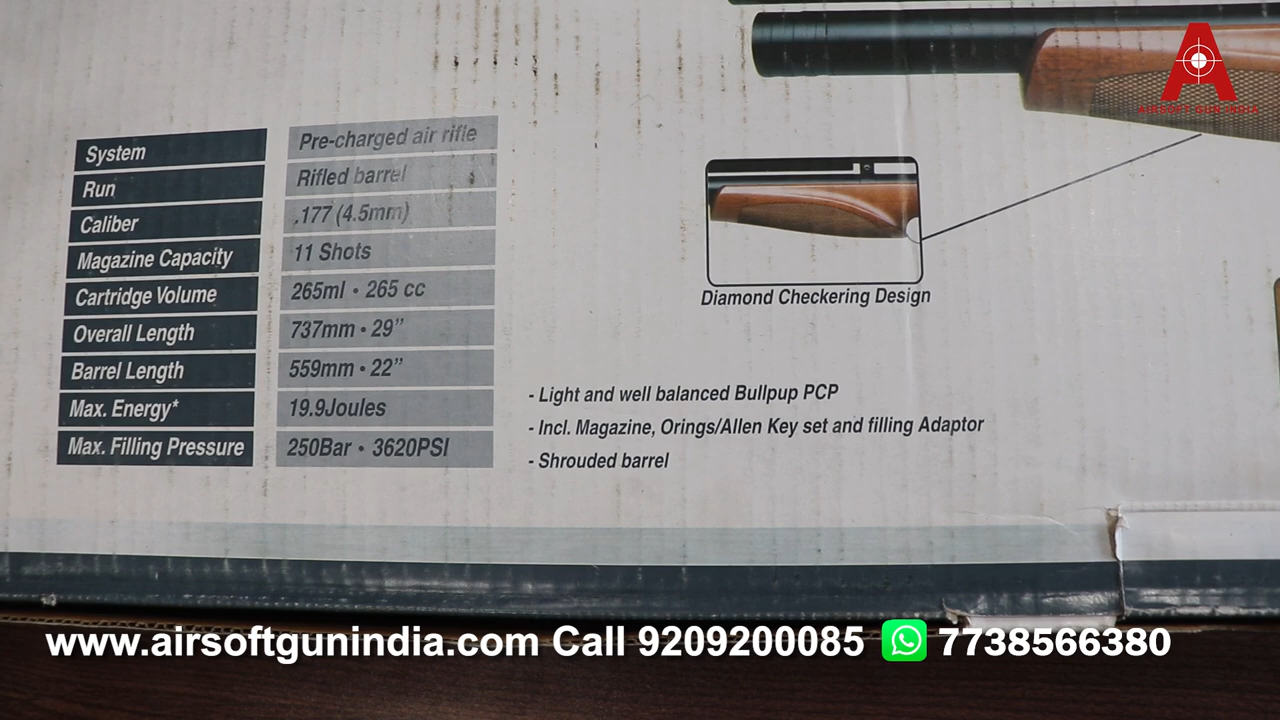 AIRSOFT GUN INDIA
System Pre-charged air rifle
Run Rifled barrel
Caliber .177 (4.5mm)
Magazine Capacity 11 Shots
Cartridge Volume 265ml • 265 cc
Overall Length 737mm • 29”
Barrel Length 559mm • 22”
Max. Energy* 19.9Joules
Max. Filling Pressure 250Bar • 3620PSI
Diamond Checkering Design
- Light and well balanced Bullpup PCP
- Incl. Magazine, Orings/Allen Key set and filling Adaptor
- Shrouded barrel
www.airsoftgunindia.com Call 9209200085 7738566380